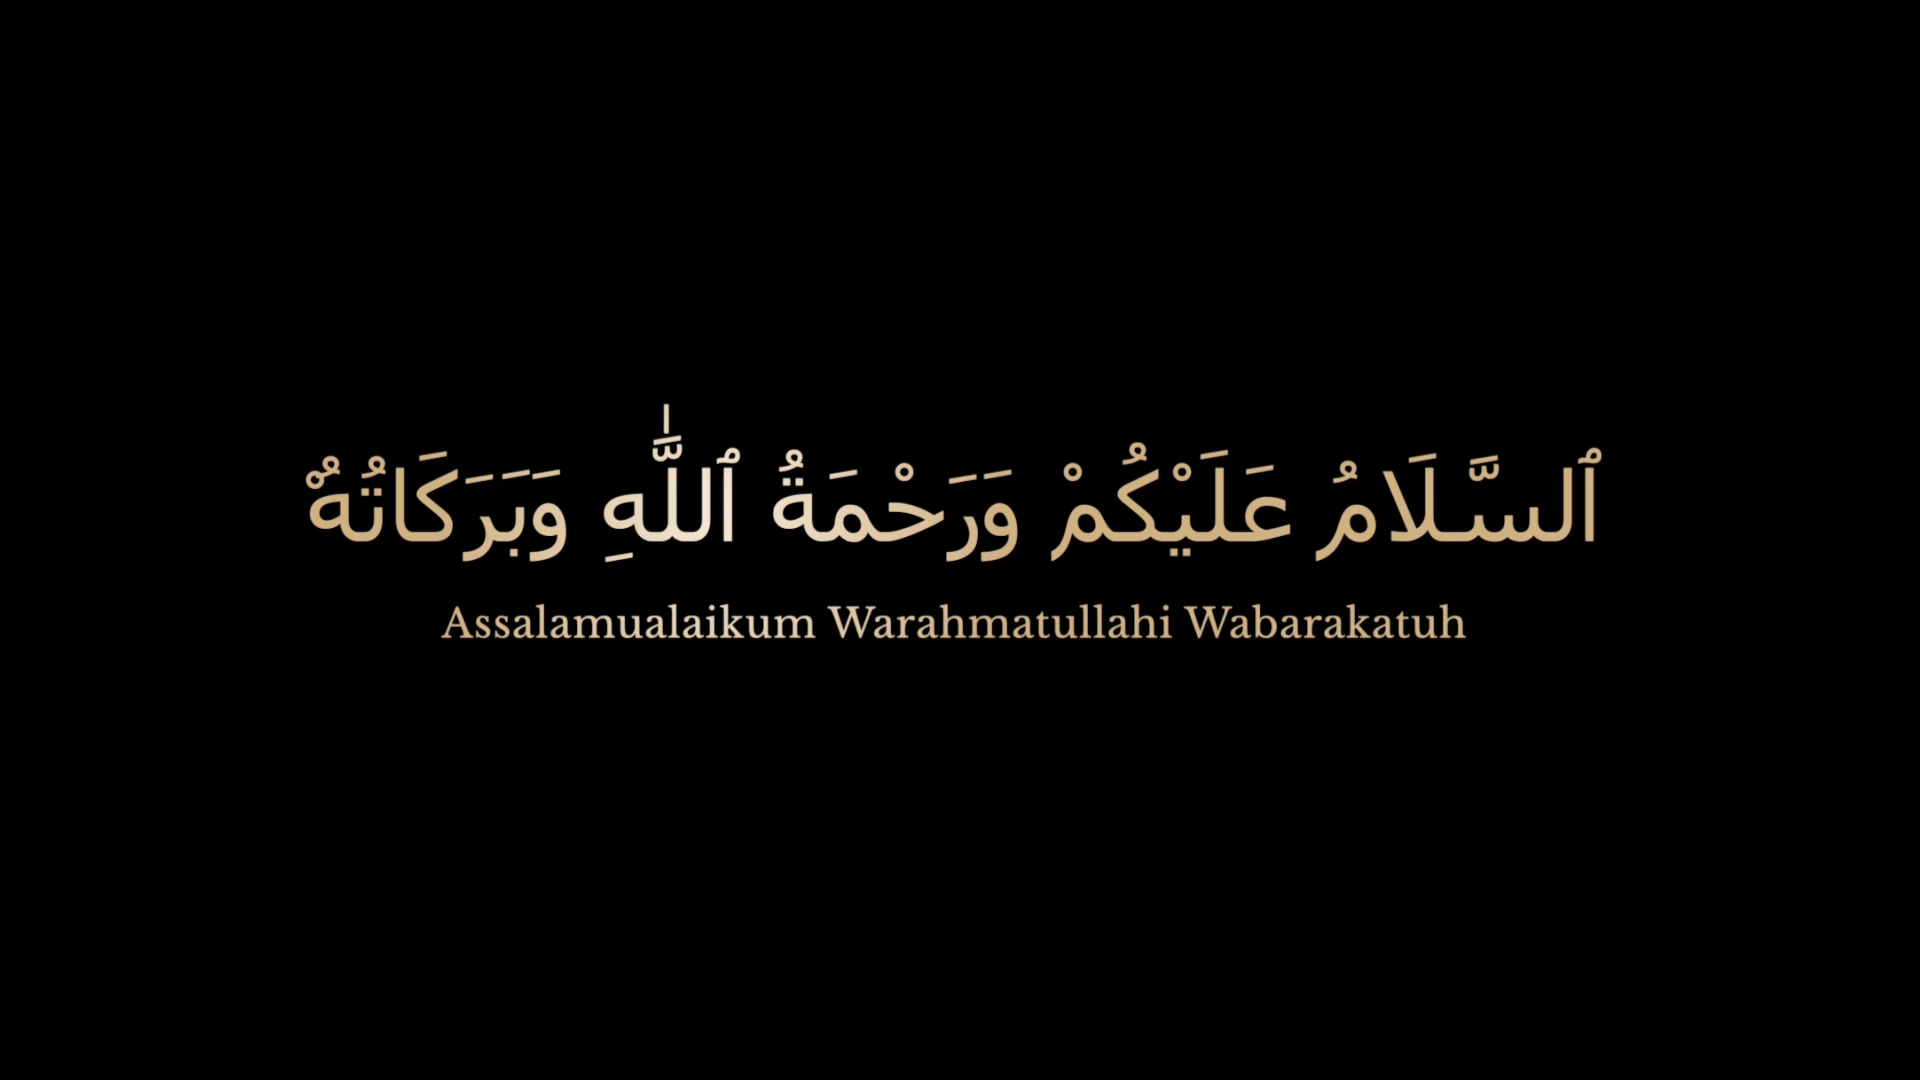 ٱلسَّلَامُ عَلَيْكُمْ وَرَحْمَةُ ٱللَّٰهِ وَبَرَكَاتُهٌ
Assalamualaikum Warahmatullahi Wabarakatuh